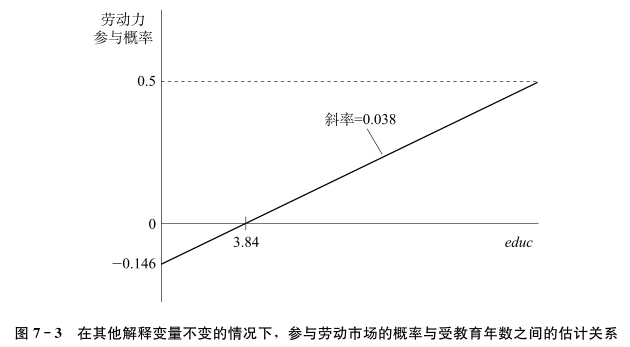 劳动力
参与概率
0.5
斜率=0.038
0
3.84
educ
−0.146
图 7-3 在其他解释变量不变的情况下，参与劳动市场的概率与受教育年数之间的估计关系